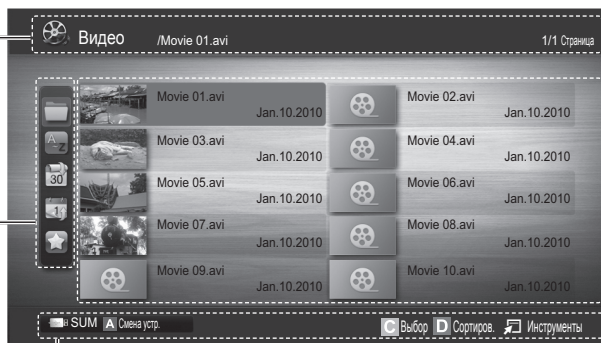 Видео /Movie 01.avi 1/1 Страница
Movie 01.avi Movie 02.avi
Jan.10.2010 Jan.10.2010
A Z Movie 03.avi Movie 04.avi
Jan.10.2010 Jan.10.2010
30 Movie 05.avi Movie 06.avi
Jan.10.2010 Jan.10.2010
1 Movie 07.avi Movie 08.avi
Jan.10.2010 Jan.10.2010
Movie 09.avi Movie 10.avi
Jan.10.2010 Jan.10.2010
SUM A Смена устр. C Выбор D Сортиров. Инструменты